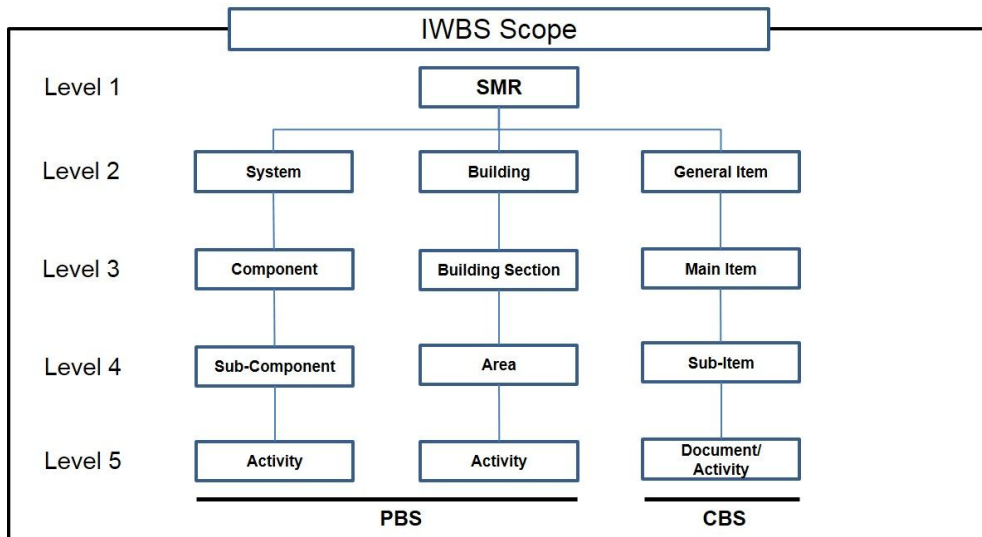 IWBS Scope
Level 1
SMR
Level 2
System
Building
General Item
Level 3
Component
Building Section
Main Item
Level 4
Sub-Component
Area
Sub-Item
Level 5
Activity
Activity
Document/
Activity
PBS
CBS